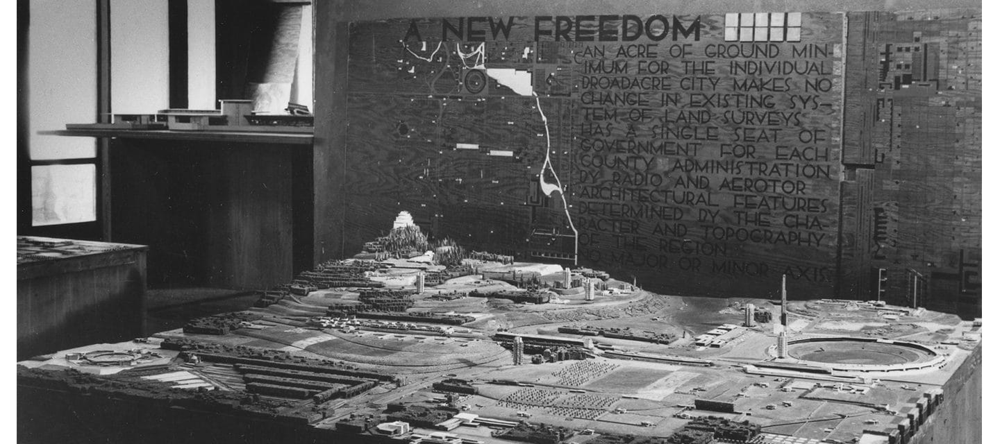 A NEW FREEDOM
AN ACRE OF GROUND MIN-
IMUM FOR THE INDIVIDUAL
BROADACRE CITY MAKES NO
CHANGE IN EXISTING SYS-
TEM OF LAND SURVEYS
HAS A SINGLE SEAT OF
GOVERNMENT FOR EACH
COUNTY ADMINISTRATION
BY RADIO AND AEROTOR
ARCHITECTURAL FEATURES
DETERMINED BY THE CHA-
RACTER AND TOPOGRAPHY
OF THE REGION
NO MAJOR OR MINOR AXIS